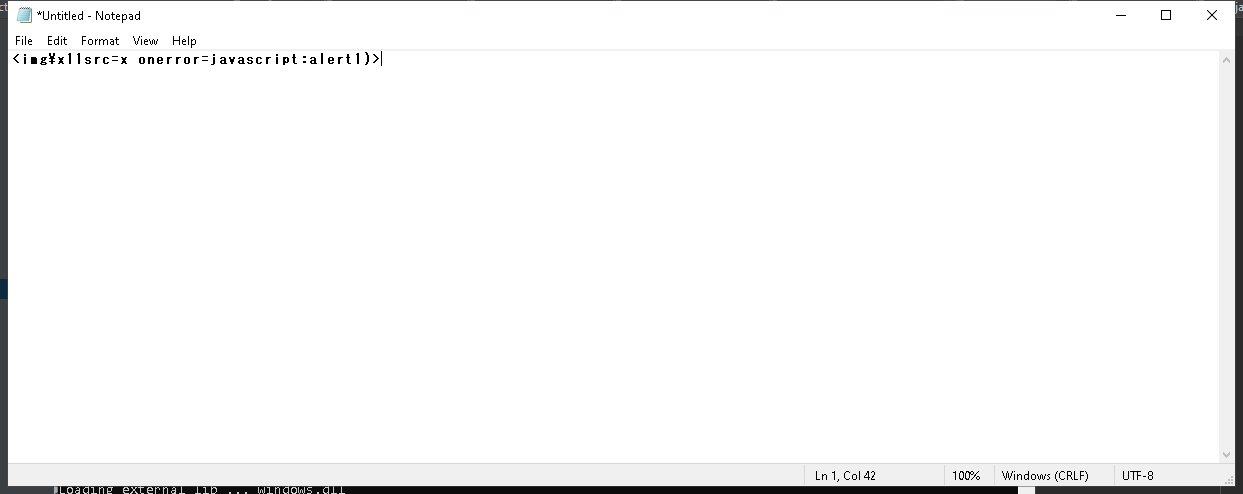 *Untitled - Notepad
File Edit Format View Help
<img¥x11src=x onerror=javascript:alert1)>
Ln 1, Col 42 100% Windows (CRLF) UTF-8
Loading external lib ... windows.dll